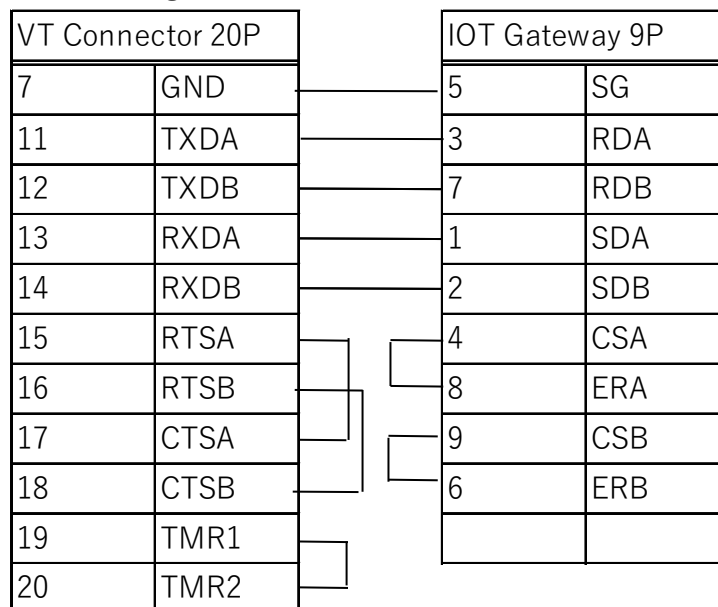 VT Connector 20P IOT Gateway 9P
7 GND 5 SG
11 TXDA 3 RDA
12 TXDB 7 RDB
13 RXDA 1 SDA
14 RXDB 2 SDB
15 RTSA 4 CSA
16 RTSB 8 ERA
17 CTSA 9 CSB
18 CTSB 6 ERB
19 TMR1
20 TMR2